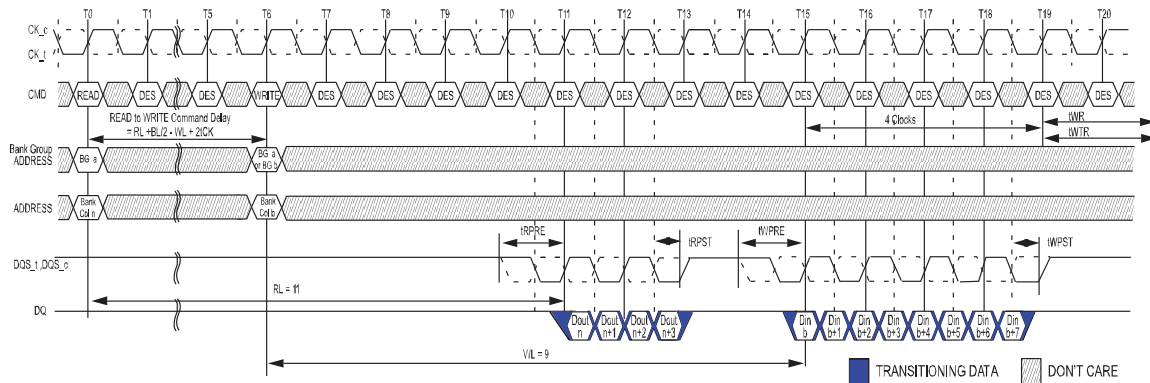 T0 T1 T5 T6 T7 T8 T9 T10 T11 T12 T13 T14 T15 T16 T17 T18 T19 T20
CK_c
CK_t
CMD READ DES DES WRITE DES DES DES DES DES DES DES DES DES DES DES DES DES DES
READ to WRITE Command Delay
= RL +BL/2 - WL + 2tCK
4 Clocks
tWR
tWTR
Bank Group
ADDRESS
BG a
BG a
or BG b
ADDRESS
Bank
Col n
Bank
Col b
tRPRE tRPST tWPRE tWPST
DQS_t ,DQS_c
RL = 11
DQ
Dout
n
Dout
n+1
Dout
n+2
Dout
n+3
Din
b
Din
b+1
Din
b+2
Din
b+3
Din
b+4
Din
b+5
Din
b+6
Din
b+7
WL = 9
TRANSITIONING DATA
DON'T CARE